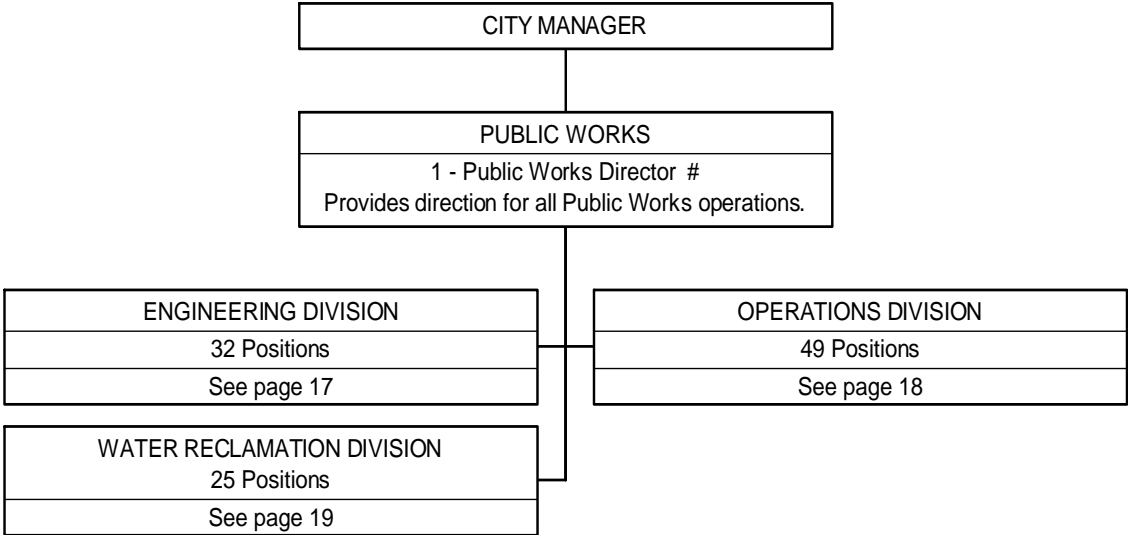 CITY MANAGER
PUBLIC WORKS
1 - Public Works Director #
Provides direction for all Public Works operations.
ENGINEERING DIVISION
32 Positions
See page 17
OPERATIONS DIVISION
49 Positions
See page 18
WATER RECLAMATION DIVISION
25 Positions
See page 19